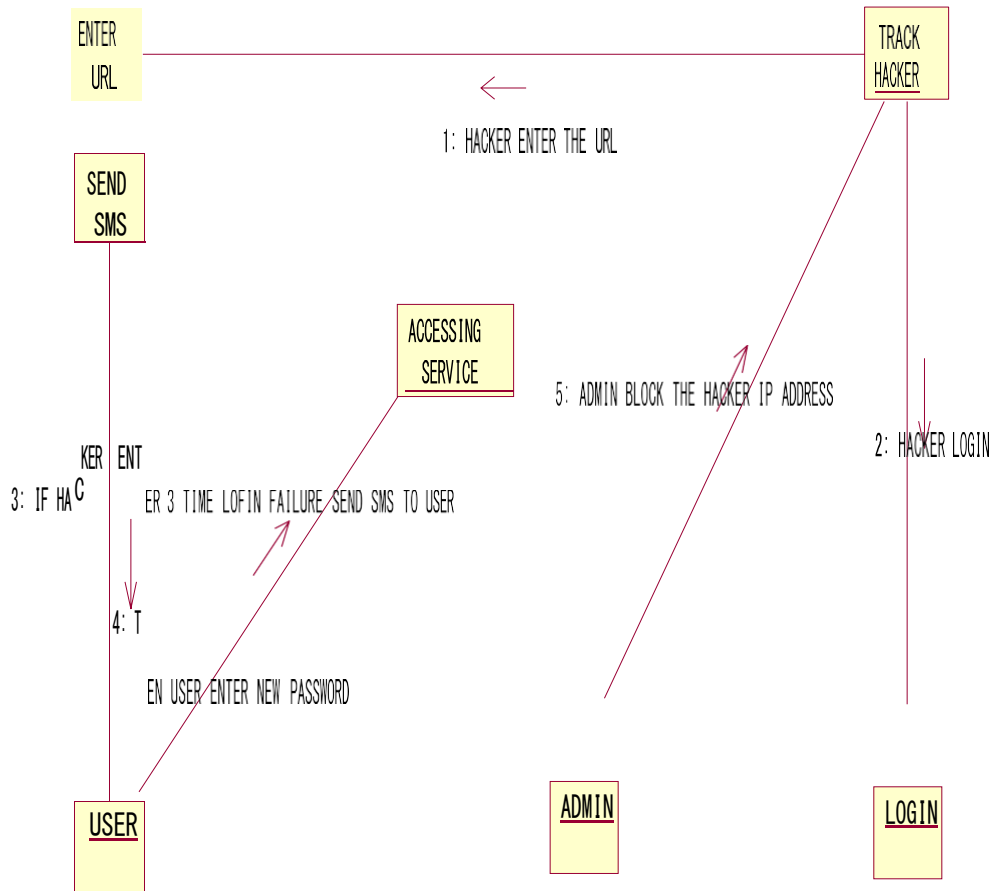 ENTER
URL
TRACK
HACKER
1: HACKER ENTER THE URL
SEND
SMS
ACCESSING
SERVICE
5: ADMIN BLOCK THE HACKER IP ADDRESS
2: HACKER LOGIN
KER ENT
3: IF HAC
ER 3 TIME LOFIN FAILURE SEND SMS TO USER
4: T
EN USER ENTER NEW PASSWORD
USER
ADMIN
LOGIN